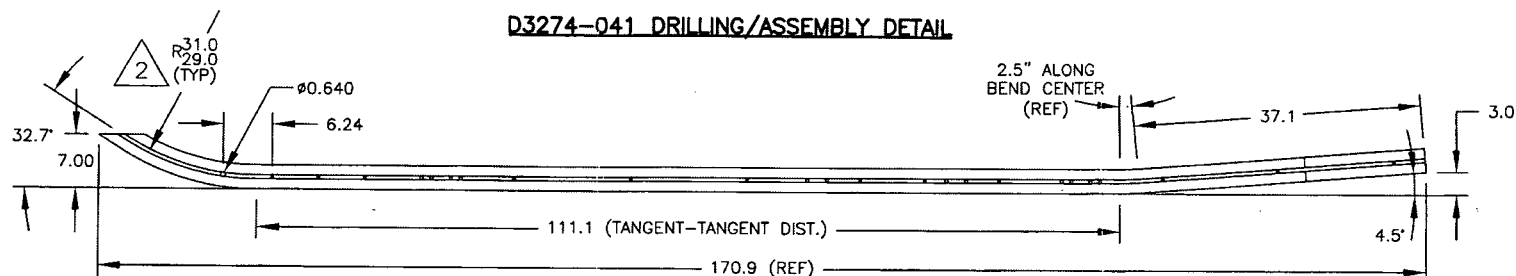 D3274-041 DRILLING/ASSEMBLY DETAIL
2
R31.0
29.0
(TYP)
ø0.640
6.24
32.7°
7.00
2.5" ALONG
BEND CENTER
(REF)
37.1
3.0
111.1 (TANGENT-TANGENT DIST.)
4.5°
170.9 (REF)